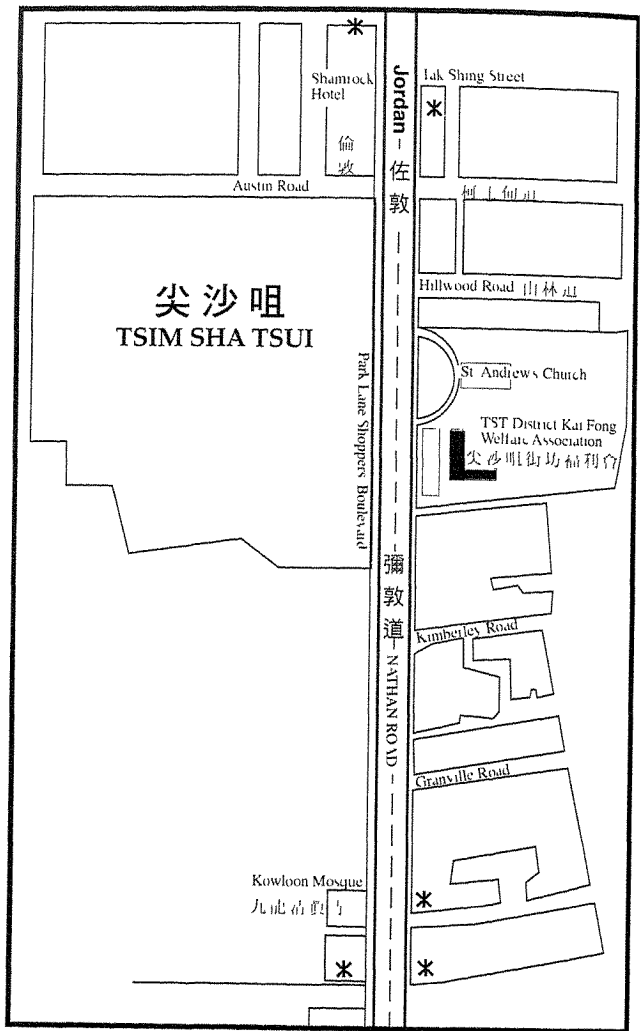 Shamrock
Hotel
Jordan
佐敦
Tak Shing Street
倫
敦
Austin Road
尖沙咀
TSIM SHA TSUI
Hillwood Road 山林道
Park Lane Shoppers Boulevard
St Andrews Church
TST District Kai Fong
Welfare Association
尖沙咀街坊福利會
彌敦道
NATHAN ROAD
Kimberley Road
Granville Road
Kowloon Mosque